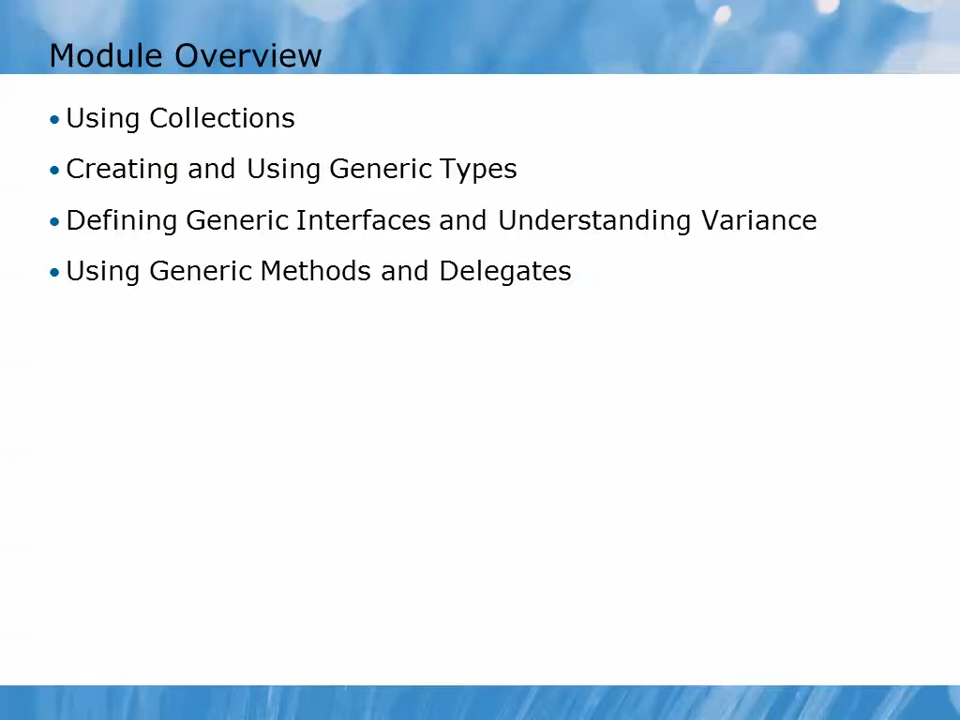 Module Overview
• Using Collections
• Creating and Using Generic Types
• Defining Generic Interfaces and Understanding Variance
• Using Generic Methods and Delegates